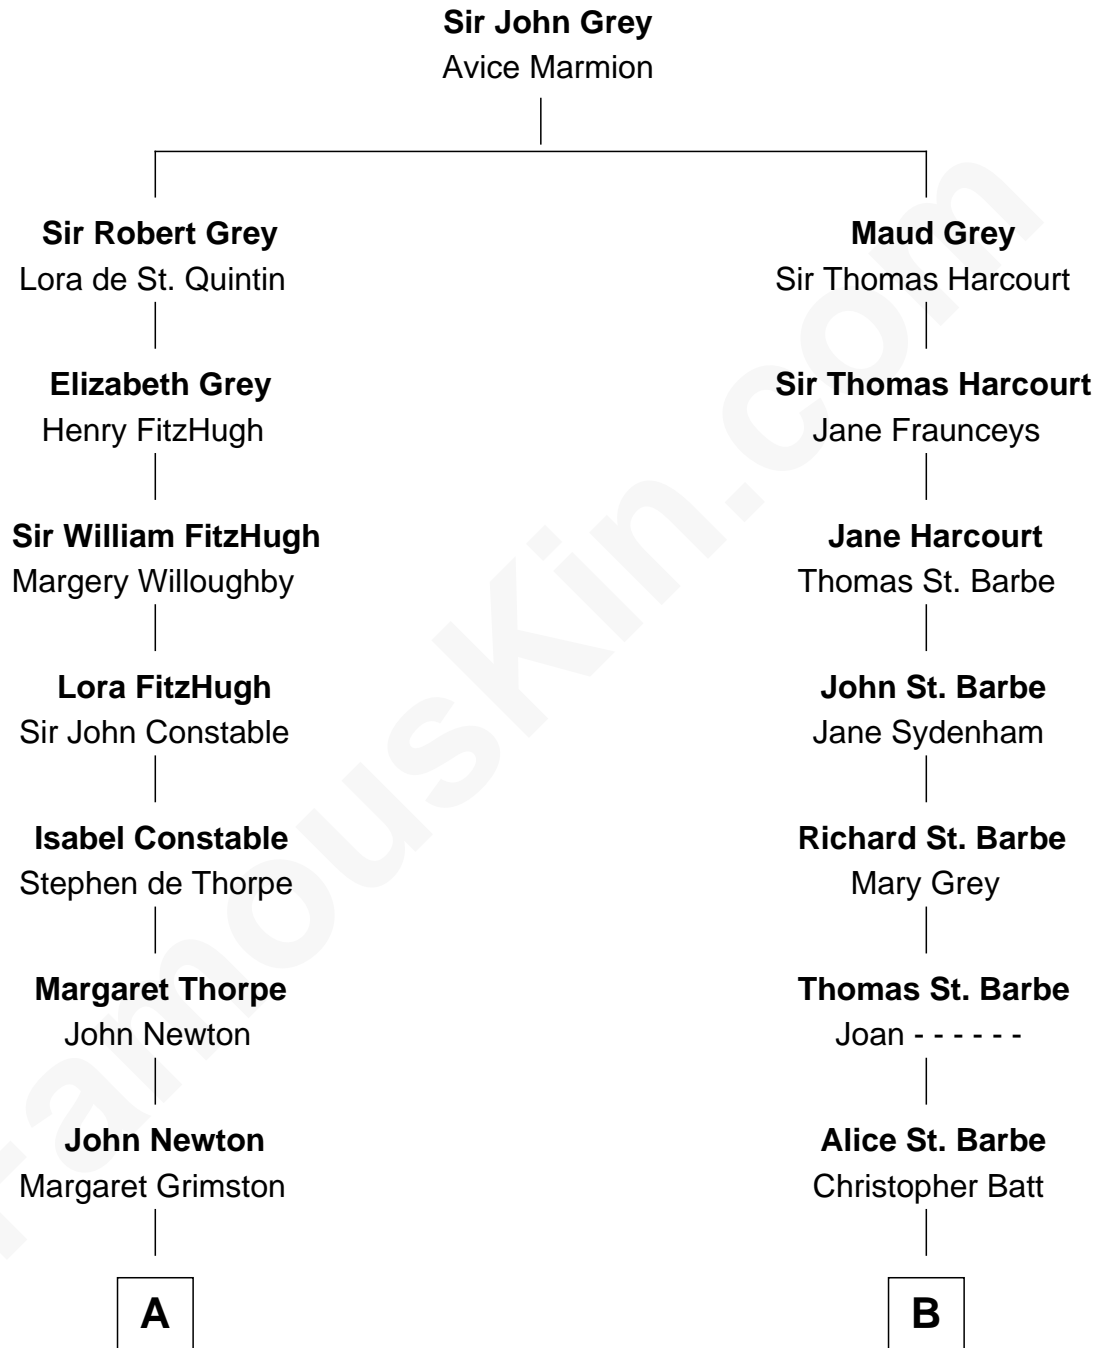 Sir John Grey
Avice Marmion
Sir Robert Grey
Lora de St. Quintin
Elizabeth Grey
Henry FitzHugh
Sir William FitzHugh
Margery Willoughby
Lora FitzHugh
Sir John Constable
Isabel Constable
Stephen de Thorpe
Margaret Thorpe
John Newton
John Newton
Margaret Grimston
A
Maud Grey
Sir Thomas Harcourt
Sir Thomas Harcourt
Jane Fraunceys
Jane Harcourt
Thomas St. Barbe
John St. Barbe
Jane Sydenham
Richard St. Barbe
Mary Grey
Thomas St. Barbe
Joan - - - - - -
Alice St. Barbe
Christopher Batt
B
FamousKin.com